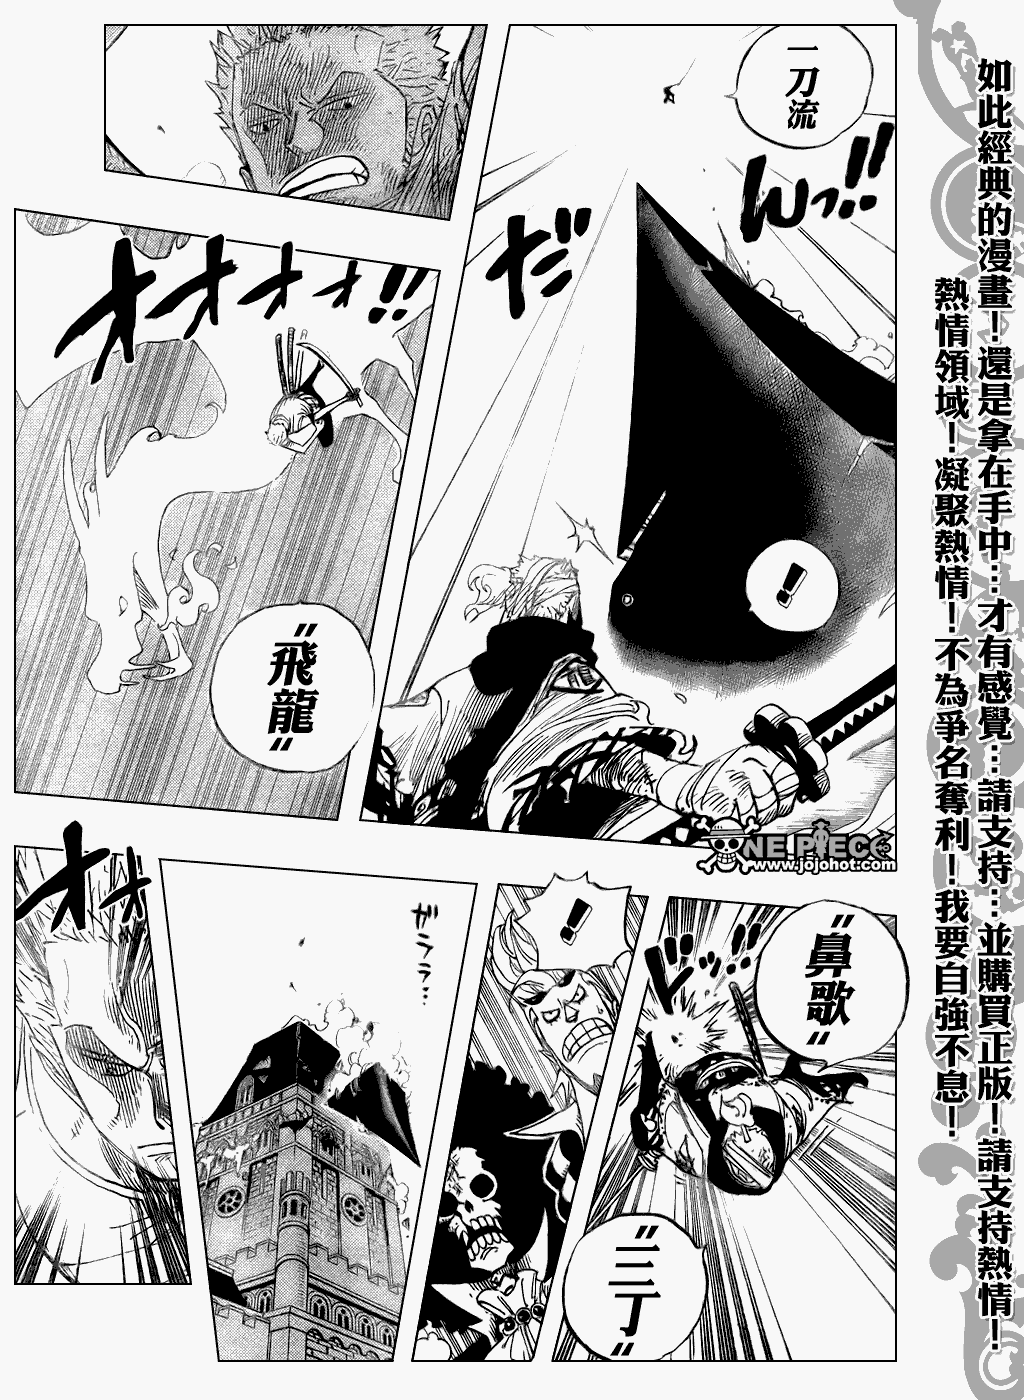 一刀流
んっ!!
だ
!
オオオオ!!
"飛龍"
オオ
ガララララ…
!
ドドッ!!
"鼻歌"
"三丁"
ONE PIECE
www.jojohot.com
如此經典的漫畫！還是拿在手中…才有感覺…請支持…並購買正版！請支持熱情！
熱情領域！凝聚熱情！不為爭名奪利！我要自強不息！